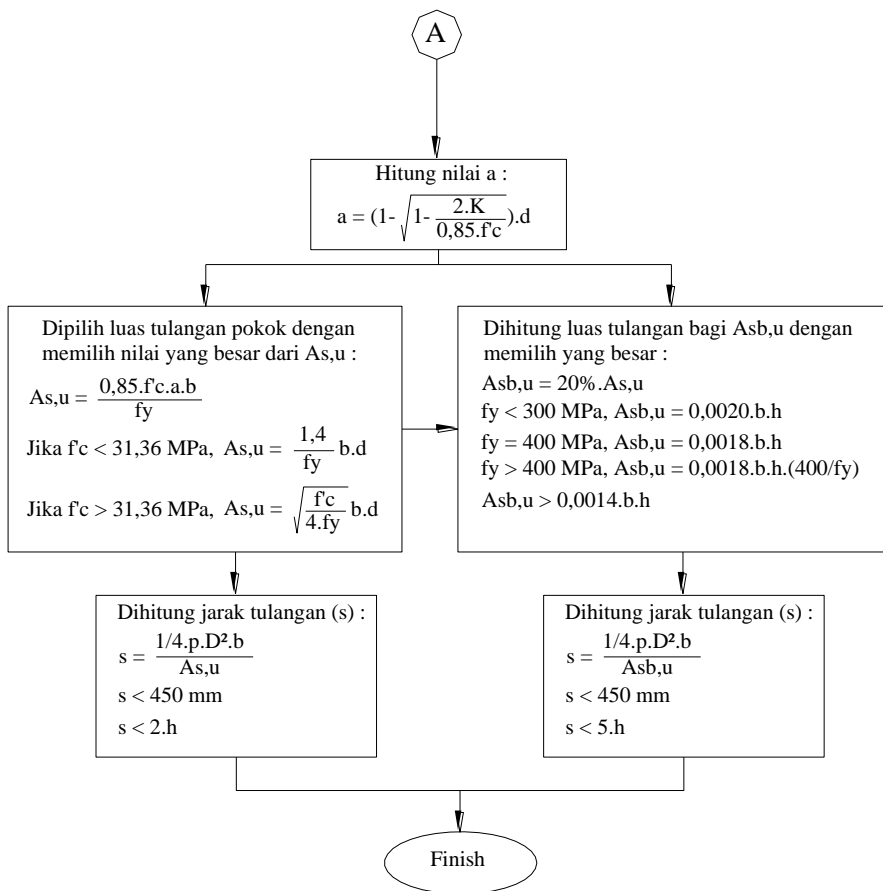 A
Hitung nilai a :
a = (1- √(1- 2.K / 0,85.f'c)).d
Dipilih luas tulangan pokok dengan
memilih nilai yang besar dari As,u :
As,u = 0,85.f'c.a.b / fy
Jika f'c < 31,36 MPa, As,u = 1,4 / fy b.d
Jika f'c > 31,36 MPa, As,u = √(f'c / 4.fy) b.d
Dihitung luas tulangan bagi Asb,u dengan
memilih yang besar :
Asb,u = 20%.As,u
fy < 300 MPa, Asb,u = 0,0020.b.h
fy = 400 MPa, Asb,u = 0,0018.b.h
fy > 400 MPa, Asb,u = 0,0018.b.h.(400/fy)
Asb,u > 0,0014.b.h
Dihitung jarak tulangan (s) :
s = 1/4.p.D².b / As,u
s < 450 mm
s < 2.h
Dihitung jarak tulangan (s) :
s = 1/4.p.D².b / Asb,u
s < 450 mm
s < 5.h
Finish